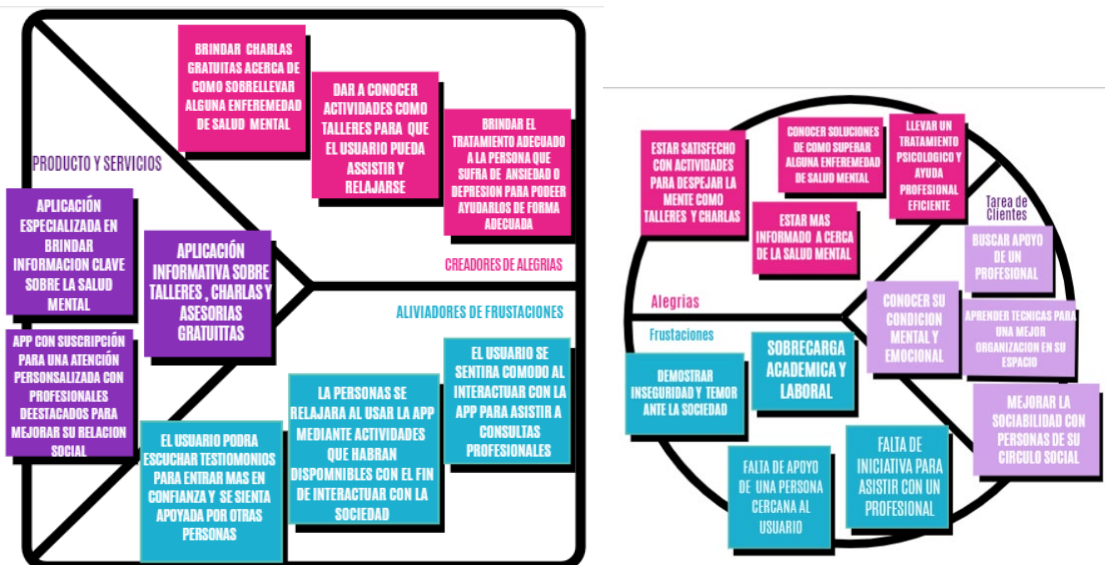 BRINDAR CHARLAS
GRATUITAS ACERCA DE
COMO SOBRELLEVAR
ALGUNA ENFEREMEDAD
DE SALUD MENTAL
DAR A CONOCER
ACTIVIDADES COMO
TALLERES PARA QUE
EL USUARIO PUEDA
ASISTIR Y
RELAJARSE
BRINDAR EL
TRATAMIENTO ADECUADO
A LA PERSONA QUE
SUFRA DE ANSIEDAD O
DEPRESION PARA PODEER
AYUDARLOS DE FORMA
ADECUADA
CREADORES DE ALEGRIAS
PRODUCTO Y SERVICIOS
APLICACIÓN
ESPECIALIZADA EN
BRINDAR
INFORMACION CLAVE
SOBRE LA SALUD
MENTAL
APLICACIÓN
INFORMATIVA SOBRE
TALLERES , CHARLAS Y
ASESORIAS
GRATUITTAS
APP CON SUSCRIPCIÓN
PARA UNA ATENCIÓN
PERSONSALIZADA CON
PROFESIONALES
DEESTACADOS PARA
MEJORAR SU RELACION
SOCIAL
ALIVIADORES DE FRUSTACIONES
EL USUARIO PODRA
ESCUCHAR TESTIOMONIOS
PARA ENTRAR MAS EN
CONFIANZA Y SE SIENTA
APOYADA POR OTRAS
PERSONAS
LA PERSONAS SE
RELAJARA AL USAR LA APP
MEDIANTE ACTIVIDADES
QUE HABRAN
DISPOMNIBLES CON EL FIN
DE INTERACTUAR CON LA
SOCIEDAD
EL USUARIO SE
SENTIRA COMODO AL
INTERACTUAR CON LA
APP PARA ASISTIR A
CONSULTAS
PROFESIONALES
ESTAR SATISFECHO
CON ACTIVIDADES
PARA DESPEJAR LA
MENTE COMO
TALLERES Y CHARLAS
CONOCER SOLUCIONES
DE COMO SUPERAR
ALGUNA ENFEREMEDAD
DE SALUD MENTAL
LLEVAR UN
TRATAMIENTO
PSICOLOGICO Y
AYUDA
PROFESIONAL
EFICIENTE
ESTAR MAS
INFORMADO A CERCA
DE LA SALUD MENTAL
Alegrias
Tarea de
Clientes
BUSCAR APOYO
DE UN
PROFESIONAL
CONOCER SU
CONDICION
MENTAL Y
EMOCIONAL
APRENDER TECNICAS PARA
UNA MEJOR
ORGANIZACION EN SU
ESPACIO
MEJORAR LA
SOCIABILIDAD CON
PERSONAS DE SU
CIRCULO SOCIAL
Frustaciones
DEMOSTRAR
INSEGURIDAD Y TEMOR
ANTE LA SOCIEDAD
SOBRECARGA
ACADEMICA Y
LABORAL
FALTA DE APOYO
DE UNA PERSONA
CERCANA AL
USUARIO
FALTA DE
INICIATIVA PARA
ASISTIR CON UN
PROFESIONAL